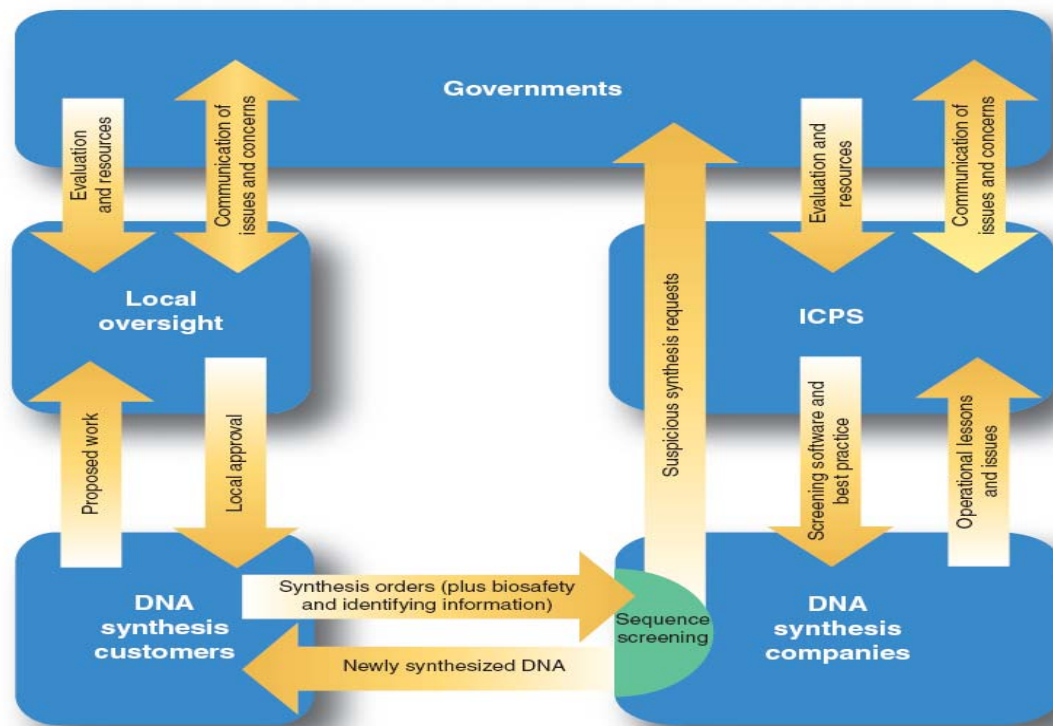 Governments
Evaluation
and resources
Communication of
issues and concerns
Suspicious synthesis requests
Evaluation and
resources
Communication of
issues and concerns
Local
oversight
ICPS
Proposed work
Local approval
Screening software and
best practice
Operational lessons
and issues
DNA
synthesis
customers
Synthesis orders (plus biosafety
and identifying information)
Newly synthesized DNA
Sequence
screening
DNA
synthesis
companies